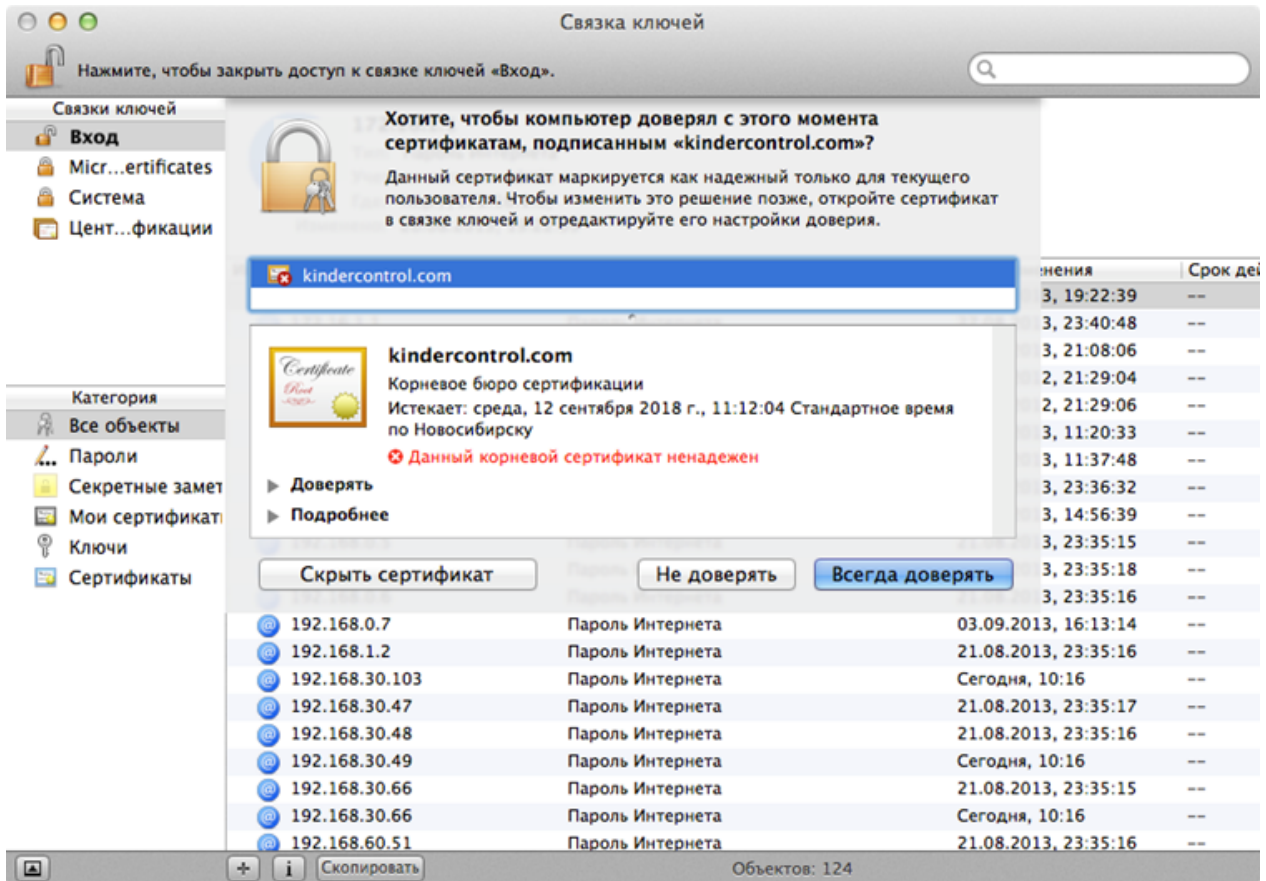 Связка ключей
Нажмите, чтобы закрыть доступ к связке ключей «Вход».
Связки ключей
Вход
Micr...ertificates
Система
Цент...фикации
Категория
Все объекты
Пароли
Секретные замет
Мои сертификат
Ключи
Сертификаты
Хотите, чтобы компьютер доверял с этого момента
сертификатам, подписанным «kindercontrol.com»?
Данный сертификат маркируется как надежный только для текущего
пользователя. Чтобы изменить это решение позже, откройте сертификат
в связке ключей и отредактируйте его настройки доверия.
kindercontrol.com
kindercontrol.com
Корневое бюро сертификации
Истекает: среда, 12 сентября 2018 г., 11:12:04 Стандартное время
по Новосибирску
Данный корневой сертификат ненадежен
Доверять
Подробнее
Certificate
Root
Скрыть сертификат Не доверять Всегда доверять
нения Срок дей
3, 19:22:39 --
3, 23:40:48 --
3, 21:08:06 --
2, 21:29:04 --
2, 21:29:06 --
3, 11:20:33 --
3, 11:37:48 --
3, 23:36:32 --
3, 14:56:39 --
3, 23:35:15 --
3, 23:35:18 --
3, 23:35:16 --
192.168.0.7 Пароль Интернета 03.09.2013, 16:13:14 --
192.168.1.2 Пароль Интернета 21.08.2013, 23:35:16 --
192.168.30.103 Пароль Интернета Сегодня, 10:16 --
192.168.30.47 Пароль Интернета 21.08.2013, 23:35:17 --
192.168.30.48 Пароль Интернета 21.08.2013, 23:35:16 --
192.168.30.49 Пароль Интернета Сегодня, 10:16 --
192.168.30.66 Пароль Интернета 21.08.2013, 23:35:15 --
192.168.30.66 Пароль Интернета Сегодня, 10:16 --
192.168.60.51 Пароль Интернета 21.08.2013, 23:35:16 --
Скопировать Объектов: 124